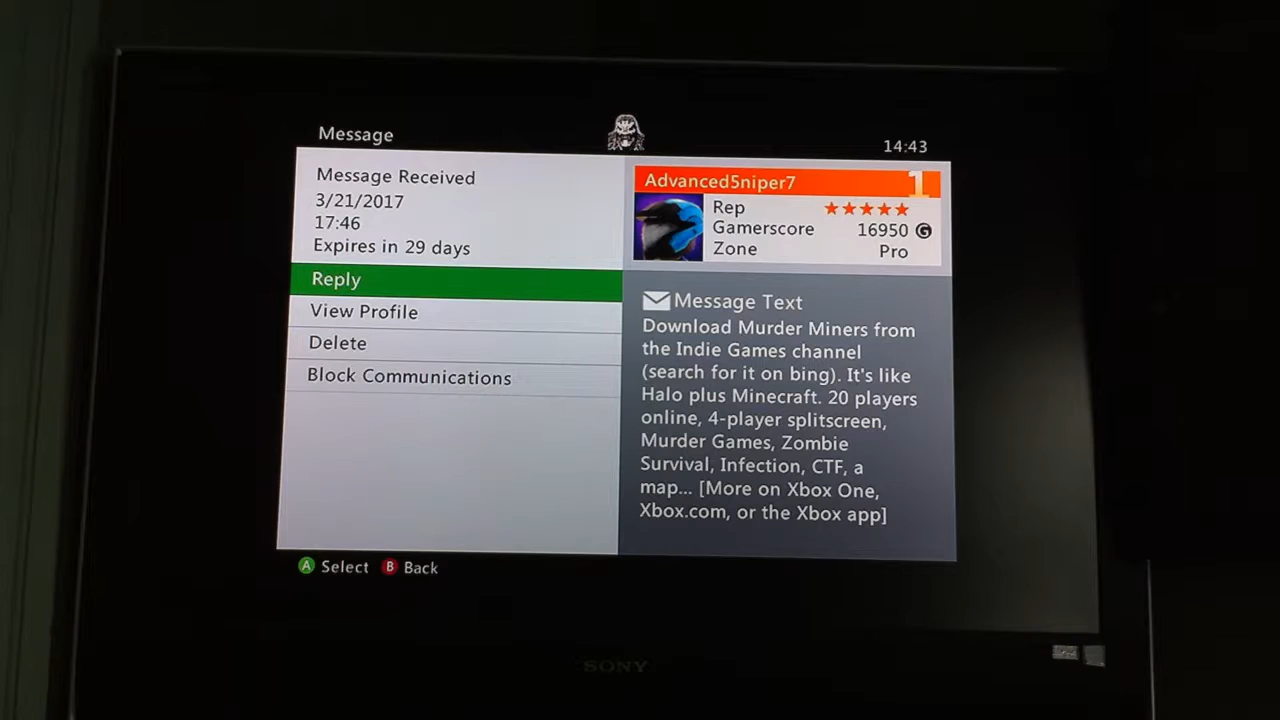 Message
14:43
Message Received
3/21/2017
17:46
Expires in 29 days
Reply
View Profile
Delete
Block Communications
Advanced5niper7
1
Rep ★★★★★
Gamerscore 16950 G
Zone Pro
Message Text
Download Murder Miners from
the Indie Games channel
(search for it on bing). It's like
Halo plus Minecraft. 20 players
online, 4-player splitscreen,
Murder Games, Zombie
Survival, Infection, CTF, a
map... [More on Xbox One,
Xbox.com, or the Xbox app]
A Select B Back
SONY